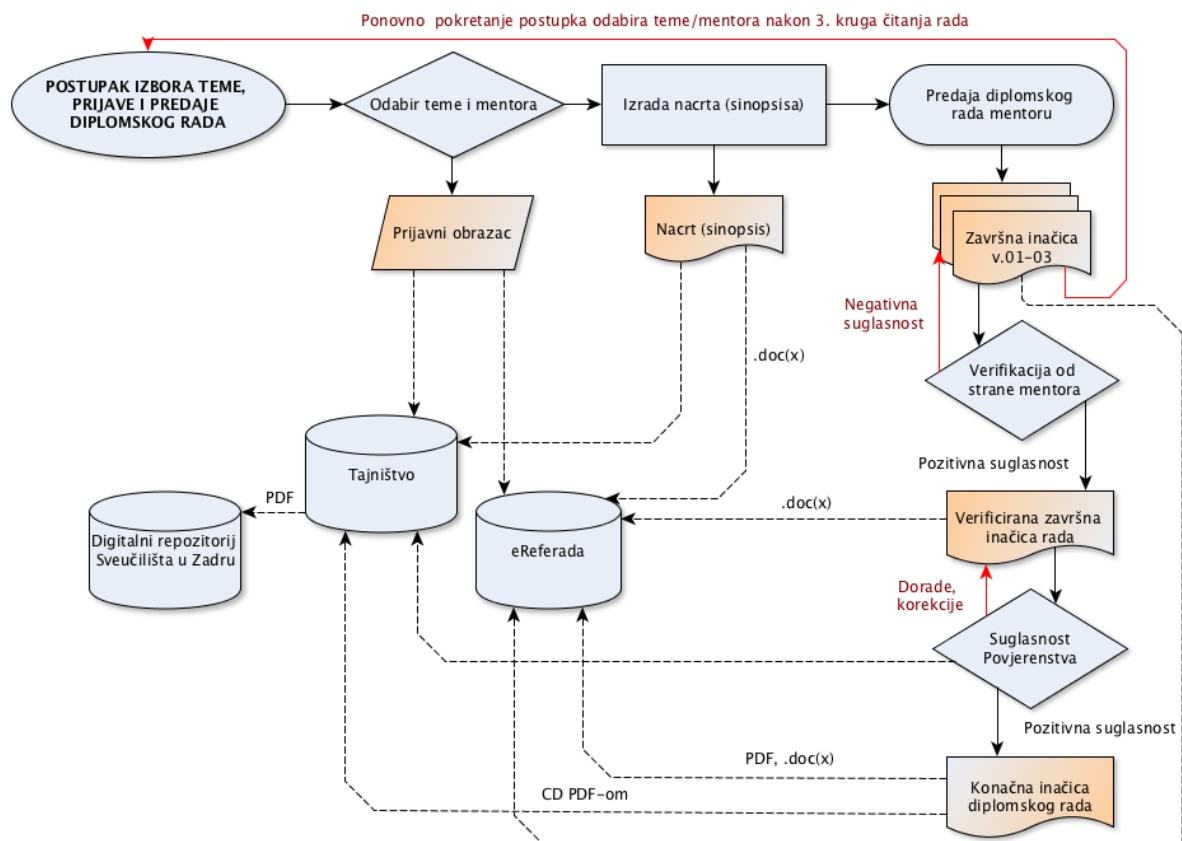 Ponovno pokretanje postupka odabira teme/mentora nakon 3. kruga čitanja rada
POSTUPAK IZBORA TEME,
PRIJAVE I PREDAJE
DIPLOMSKOG RADA
Odabir teme i mentora
Izrada nacrta (sinopsisa)
Predaja diplomskog
rada mentoru
Prijavni obrazac
Nacrt (sinopsis)
Završna inačica
v.01-03
Negativna
suglasnost
.doc(x)
Verifikacija od
strane mentora
Pozitivna suglasnost
Tajništvo
PDF
Digitalni repozitorij
Sveučilišta u Zadru
eReferada
.doc(x)
Verificirana završna
inačica rada
Dorade,
korekcije
Suglasnost
Povjerenstva
Pozitivna suglasnost
PDF, .doc(x)
CD PDF-om
Konačna inačica
diplomskog rada